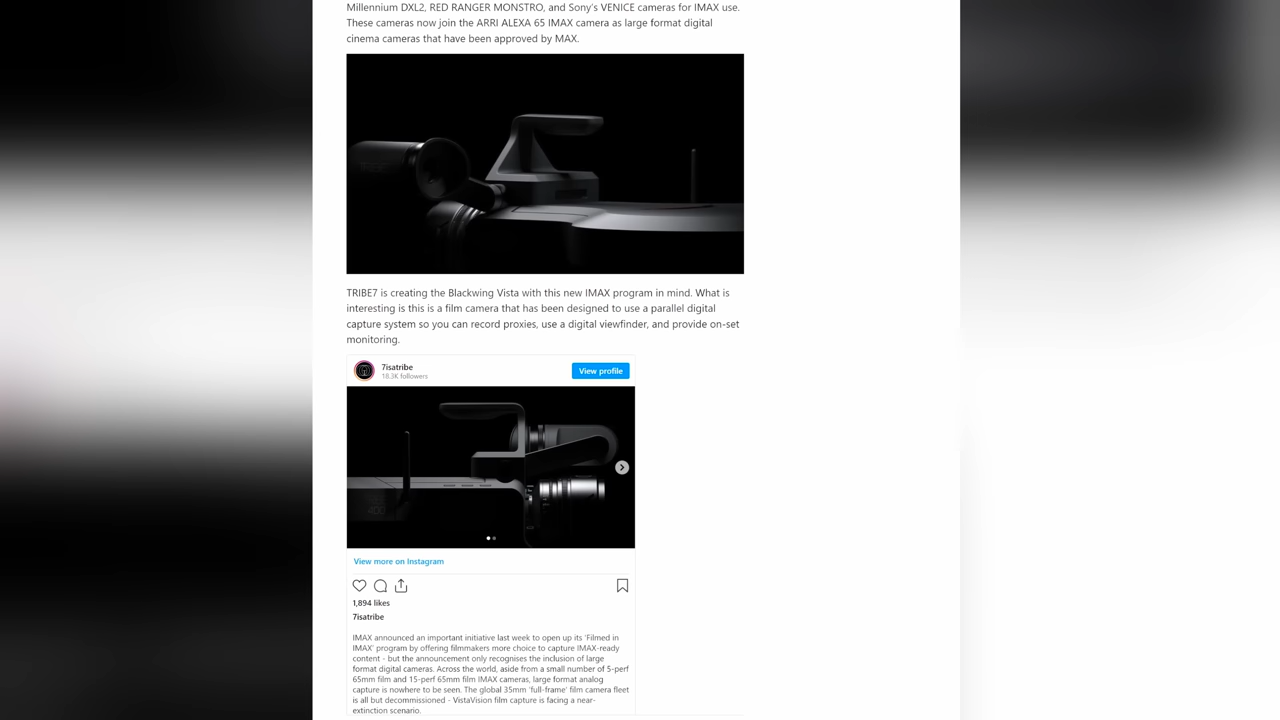 Millennium DXL2, RED RANGER MONSTRO, and Sony's VENICE cameras for IMAX use.
These cameras now join the ARRI ALEXA 65 IMAX camera as large format digital
cinema cameras that have been approved by MAX.
TRIBE7 is creating the Blackwing Vista with this new IMAX program in mind. What is
interesting is this is a film camera that has been designed to use a parallel digital
capture system so you can record proxies, use a digital viewfinder, and provide on-set
monitoring.
7isatribe
18.3K followers
View profile
400
View more on Instagram
1,894 likes
7isatribe
IMAX announced an important initiative last week to open up its 'Filmed in
IMAX' program by offering filmmakers more choice to capture IMAX-ready
content - but the announcement only recognises the inclusion of large
format digital cameras. Across the world, aside from a small number of 5-perf
65mm film and 15-perf 65mm film IMAX cameras, large format analog
capture is nowhere to be seen. The global 35mm 'full-frame' film camera fleet
is all but decommissioned - VistaVision film capture is facing a near-
extinction scenario.